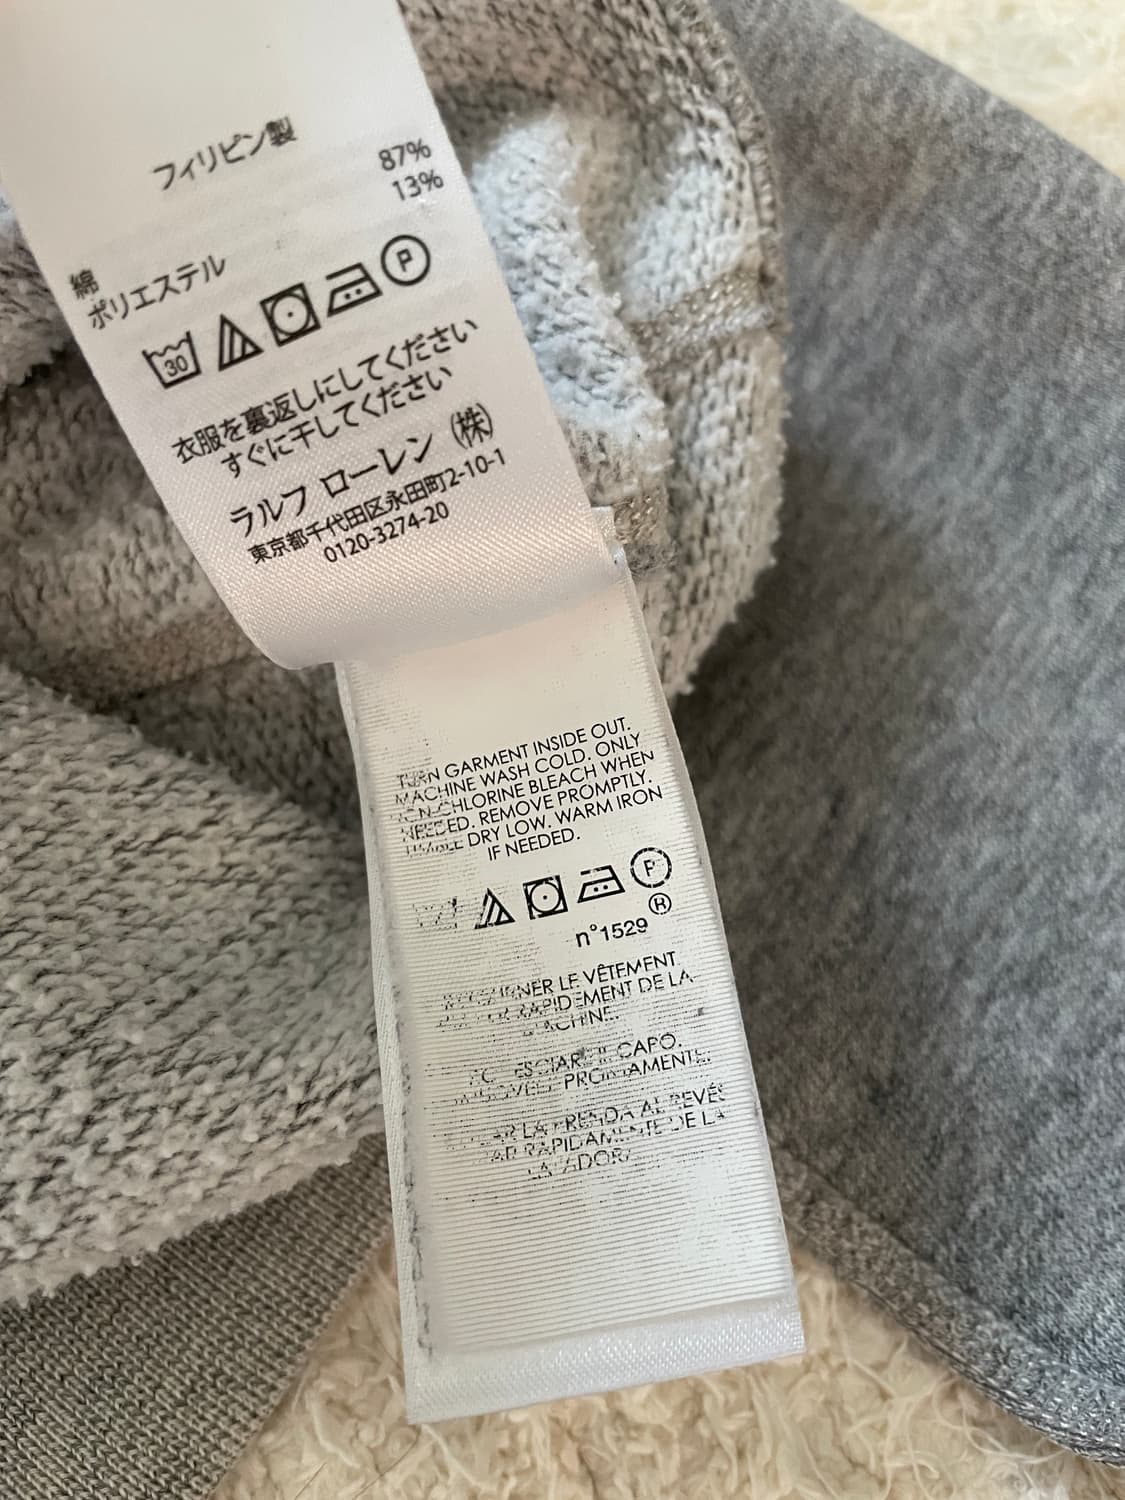 フィリピン製
87%
13%
綿
ポリエステル
30
P
衣服を裏返しにしてください
すぐに干してください
ラルフ ローレン (株)
東京都千代田区永田町2-10-1
0120-3274-20
TURN GARMENT INSIDE OUT.
MACHINE WASH COLD. ONLY
NON-CHLORINE BLEACH WHEN
NEEDED. REMOVE PROMPTLY.
TUMBLE DRY LOW. WARM IRON
IF NEEDED.
P
®
n°1529
LE VÊTEMENT
RAPIDEMENT DE LA
MACHINE.
CAPO.
PRONTAMENTE.
LA PRENDA AL REVÉS
RAPIDAMENTE DE LA